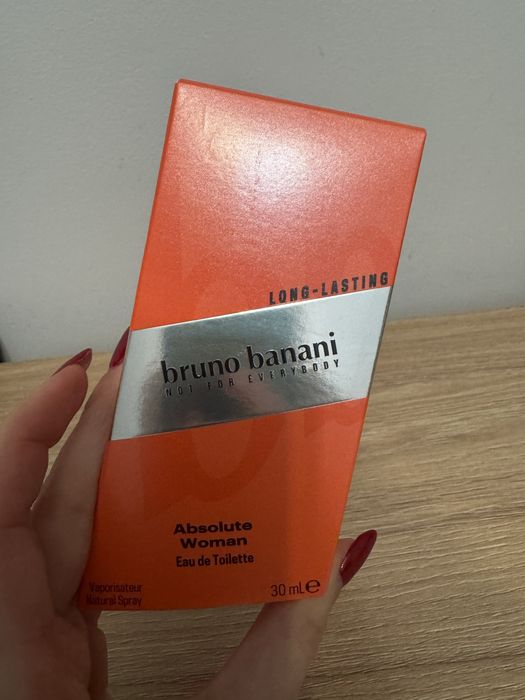 LONG-LASTING
bruno banani
NOT FOR EVERYBODY
Absolute
Woman
Eau de Toilette
Vaporisateur
Natural Spray
30 mL e